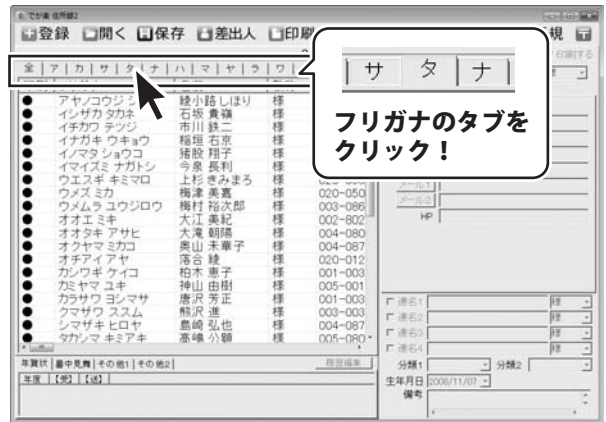 でか楽 住所録2
登録 開く 保存 差出人 印刷
規
印刷する
全 ア カ サ タ ナ ハ マ ヤ ラ ワ
サ タ ナ
フリガナのタブを
クリック！
アヤノコウジ シ 綾小路 しほり 様
イシザカ タカネ 石坂 貴嶺 様
イチカワ テツジ 市川 鉄二 様
イナガキ ウキョウ 稲垣 右京 様
イノマタ ショウコ 猪股 翔子 様
イマイズミ ナガトシ 今泉 長利 様
ウエスギ キミマロ 上杉 きみまろ 様
ウメズ ミカ 梅津 美嘉 様 020-050
ウメムラ ユウジロウ 梅村 裕次郎 様 003-086
オオエ ミキ 大江 美紀 様 002-802
オオタキ アサヒ 大滝 朝陽 様 004-080
オクヤマ ミカコ 奥山 未華子 様 004-087
オチアイ アヤ 落合 綾 様 020-012
カシワギ ケイコ 柏木 恵子 様 001-003
カミヤマ ユキ 神山 由樹 様 005-001
カラサワ ヨシマサ 唐沢 芳正 様 001-003
クマザワ ススム 熊沢 進 様 003-003
シマザキ ヒロヤ 島崎 弘也 様 004-087
タカシマ キミアキ 高嶋 公顕 様 005-080
メール1
メール2
HP
連名1 様
連名2 様
連名3 様
連名4 様
分類1 分類2
生年月日 2008/11/07
備考
年賀状 暑中見舞 その他1 その他2 履歴編集
年度 【受】 【送】